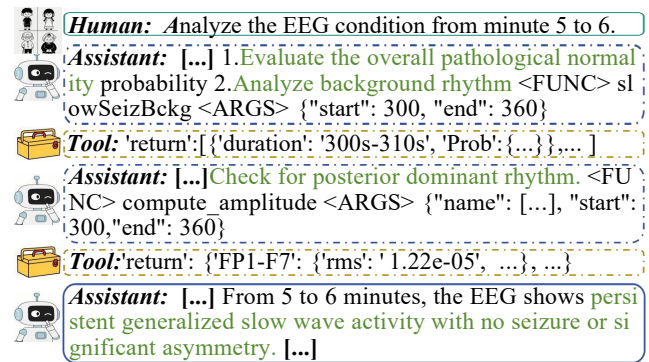 Human: Analyze the EEG condition from minute 5 to 6.
Assistant: [...] 1.Evaluate the overall pathological normal
ity probability 2.Analyze background rhythm <FUNC> sl
owSeizBckg <ARGS> {"start": 300, "end": 360}
Tool: 'return':[{'duration': '300s-310s', 'Prob':{...}},... ]
Assistant: [...]Check for posterior dominant rhythm. <FU
NC> compute_amplitude <ARGS> {"name": [...], "start":
300,"end": 360}
Tool:'return': {'FP1-F7': {'rms': ' 1.22e-05', ...}, ...}
Assistant: [...] From 5 to 6 minutes, the EEG shows persi
stent generalized slow wave activity with no seizure or si
gnificant asymmetry. [...]